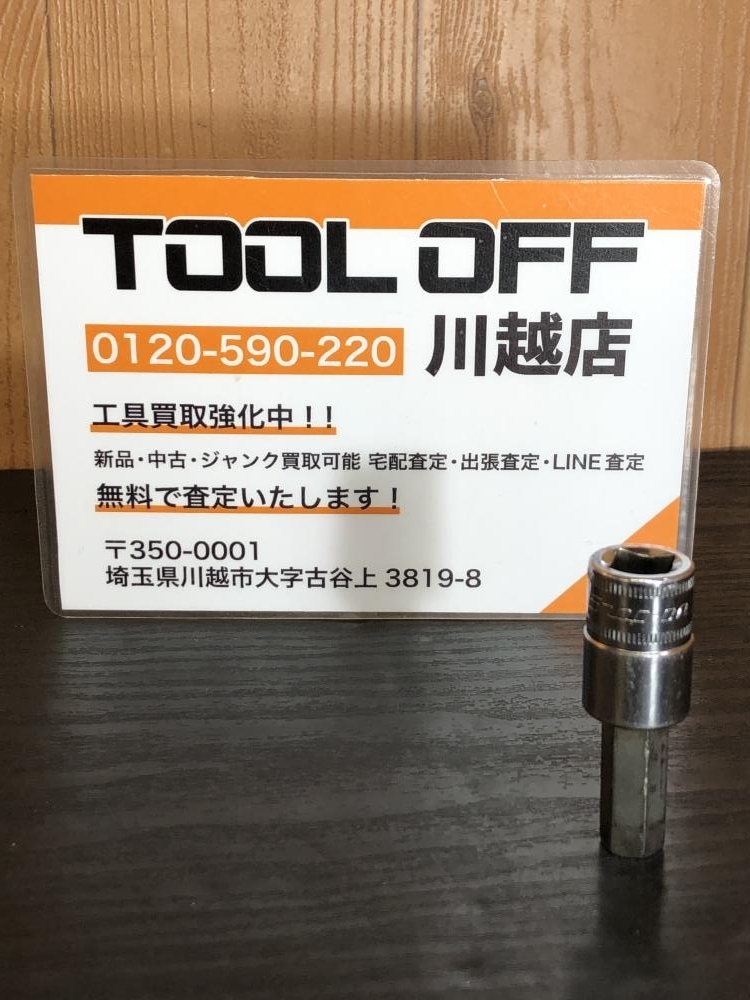 TOOL OFF
0120-590-220 川越店
工具買取強化中！！
新品・中古・ジャンク買取可能 宅配査定・出張査定・LINE査定
無料で査定いたします！
〒350-0001
埼玉県川越市大字古谷上 3819-8
Snap-on